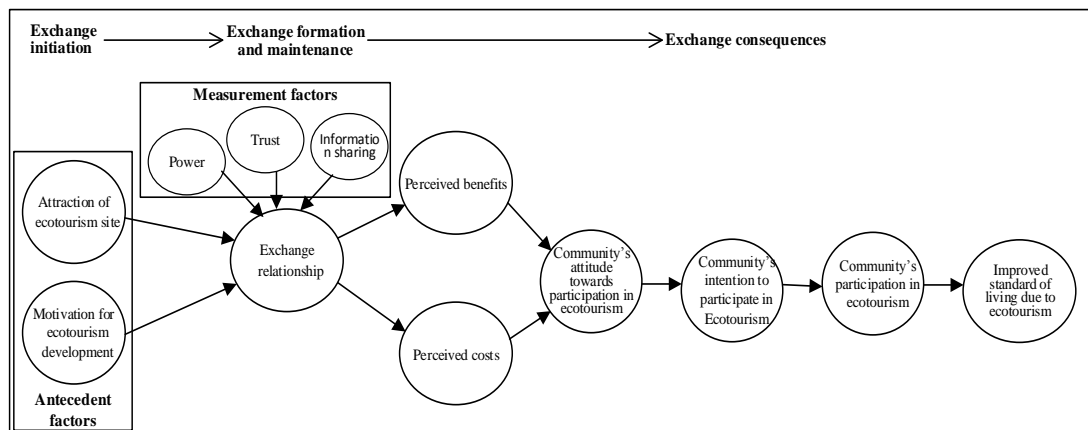 Exchange
initiation
Exchange formation
and maintenance
Exchange consequences
Measurement factors
Power
Trust
Informatio
n sharing
Attraction of
ecotourism site
Motivation for
ecotourism
development
Antecedent
factors
Exchange
relationship
Perceived benefits
Perceived costs
Community's
attitude
towards
participation in
ecotourism
Community's
intention to
participate in
Ecotourism
Community's
participation in
ecotourism
Improved
standard of
living due to
ecotourism